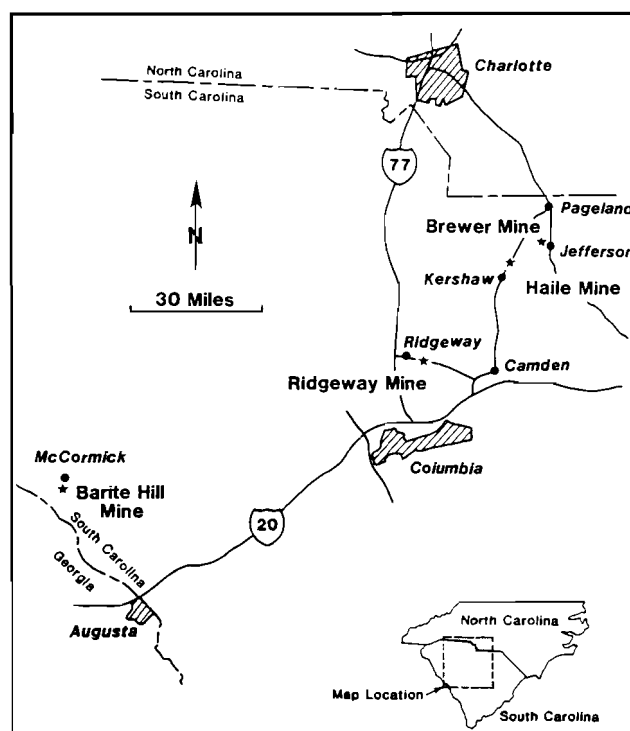 Charlotte
North Carolina
South Carolina
77
N
30 Miles
Pageland
Brewer Mine
Jefferson
Kershaw
Haile Mine
Ridgeway
Ridgeway Mine
Camden
Columbia
McCormick
Barite Hill
Mine
20
South Carolina
Georgia
Augusta
North Carolina
Map Location
South Carolina